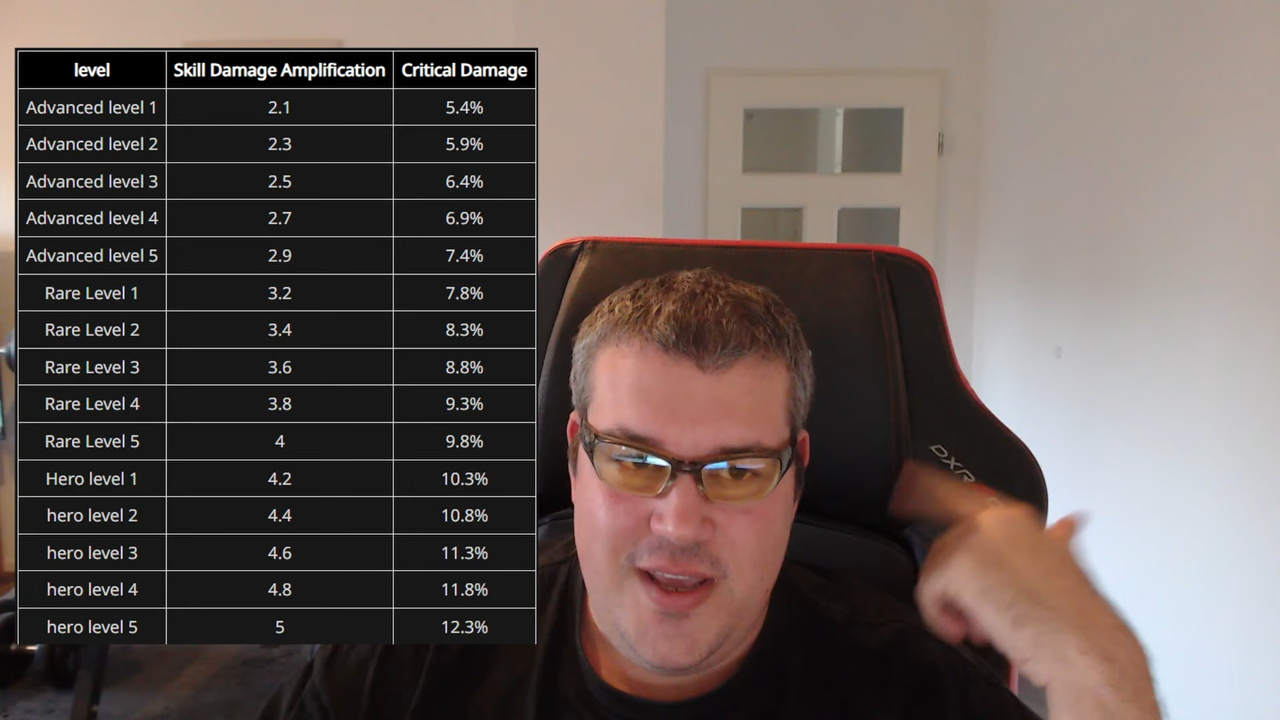 level Skill Damage Amplification Critical Damage
Advanced level 1 2.1 5.4%
Advanced level 2 2.3 5.9%
Advanced level 3 2.5 6.4%
Advanced level 4 2.7 6.9%
Advanced level 5 2.9 7.4%
Rare Level 1 3.2 7.8%
Rare Level 2 3.4 8.3%
Rare Level 3 3.6 8.8%
Rare Level 4 3.8 9.3%
Rare Level 5 4 9.8%
Hero level 1 4.2 10.3%
hero level 2 4.4 10.8%
hero level 3 4.6 11.3%
hero level 4 4.8 11.8%
hero level 5 5 12.3%
DXR